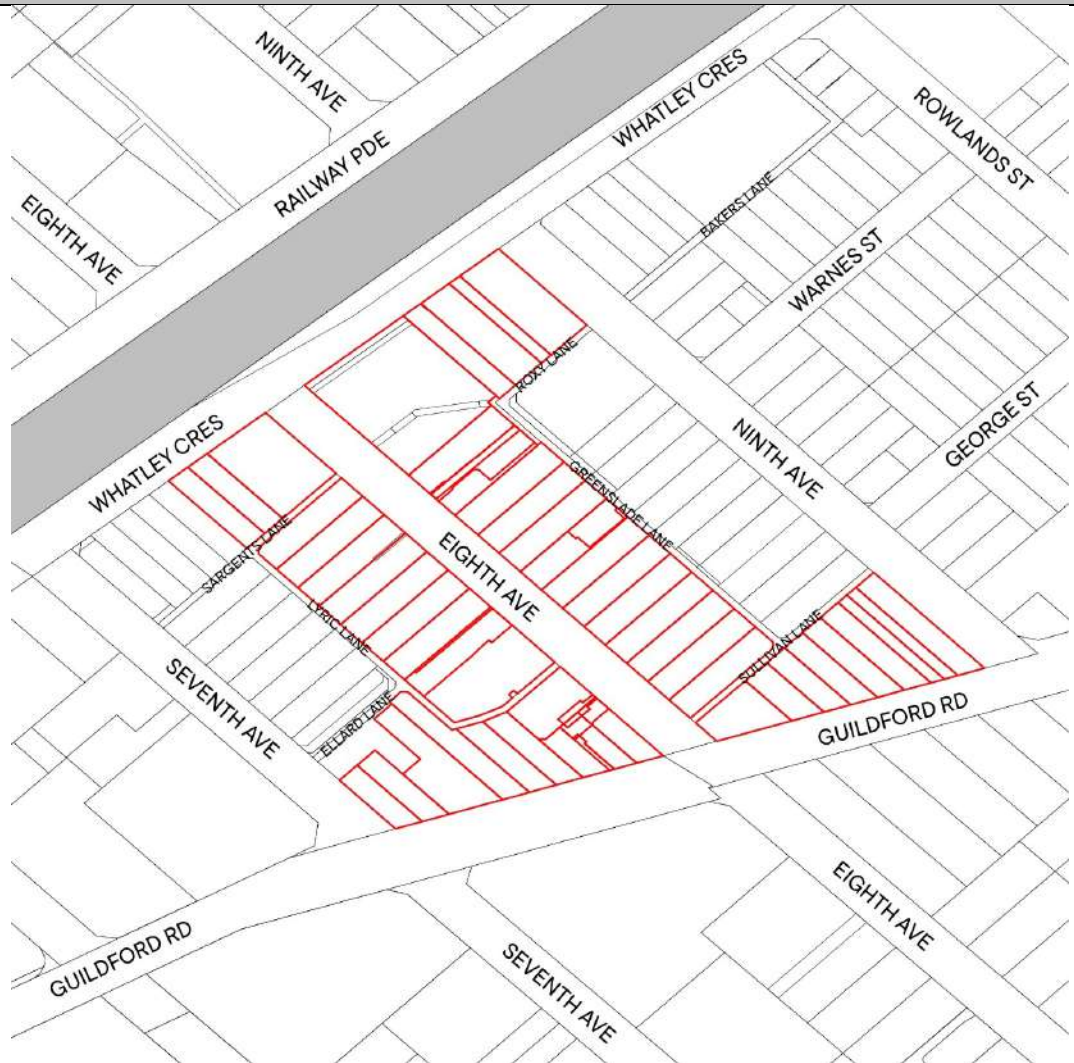 NINTH AVE
WHATLEY CRES
ROWLANDS ST
RAILWAY PDE
BAKERS LANE
EIGHTH AVE
WARNES ST
ROXY LANE
GEORGE ST
NINTH AVE
WHATLEY CRES
GREENSLADE LANE
SARGENTS LANE
EIGHTH AVE
LYRIC LANE
SULLIVAN LANE
SEVENTH AVE
ELLARD LANE
GUILDFORD RD
EIGHTH AVE
GUILDFORD RD
SEVENTH AVE